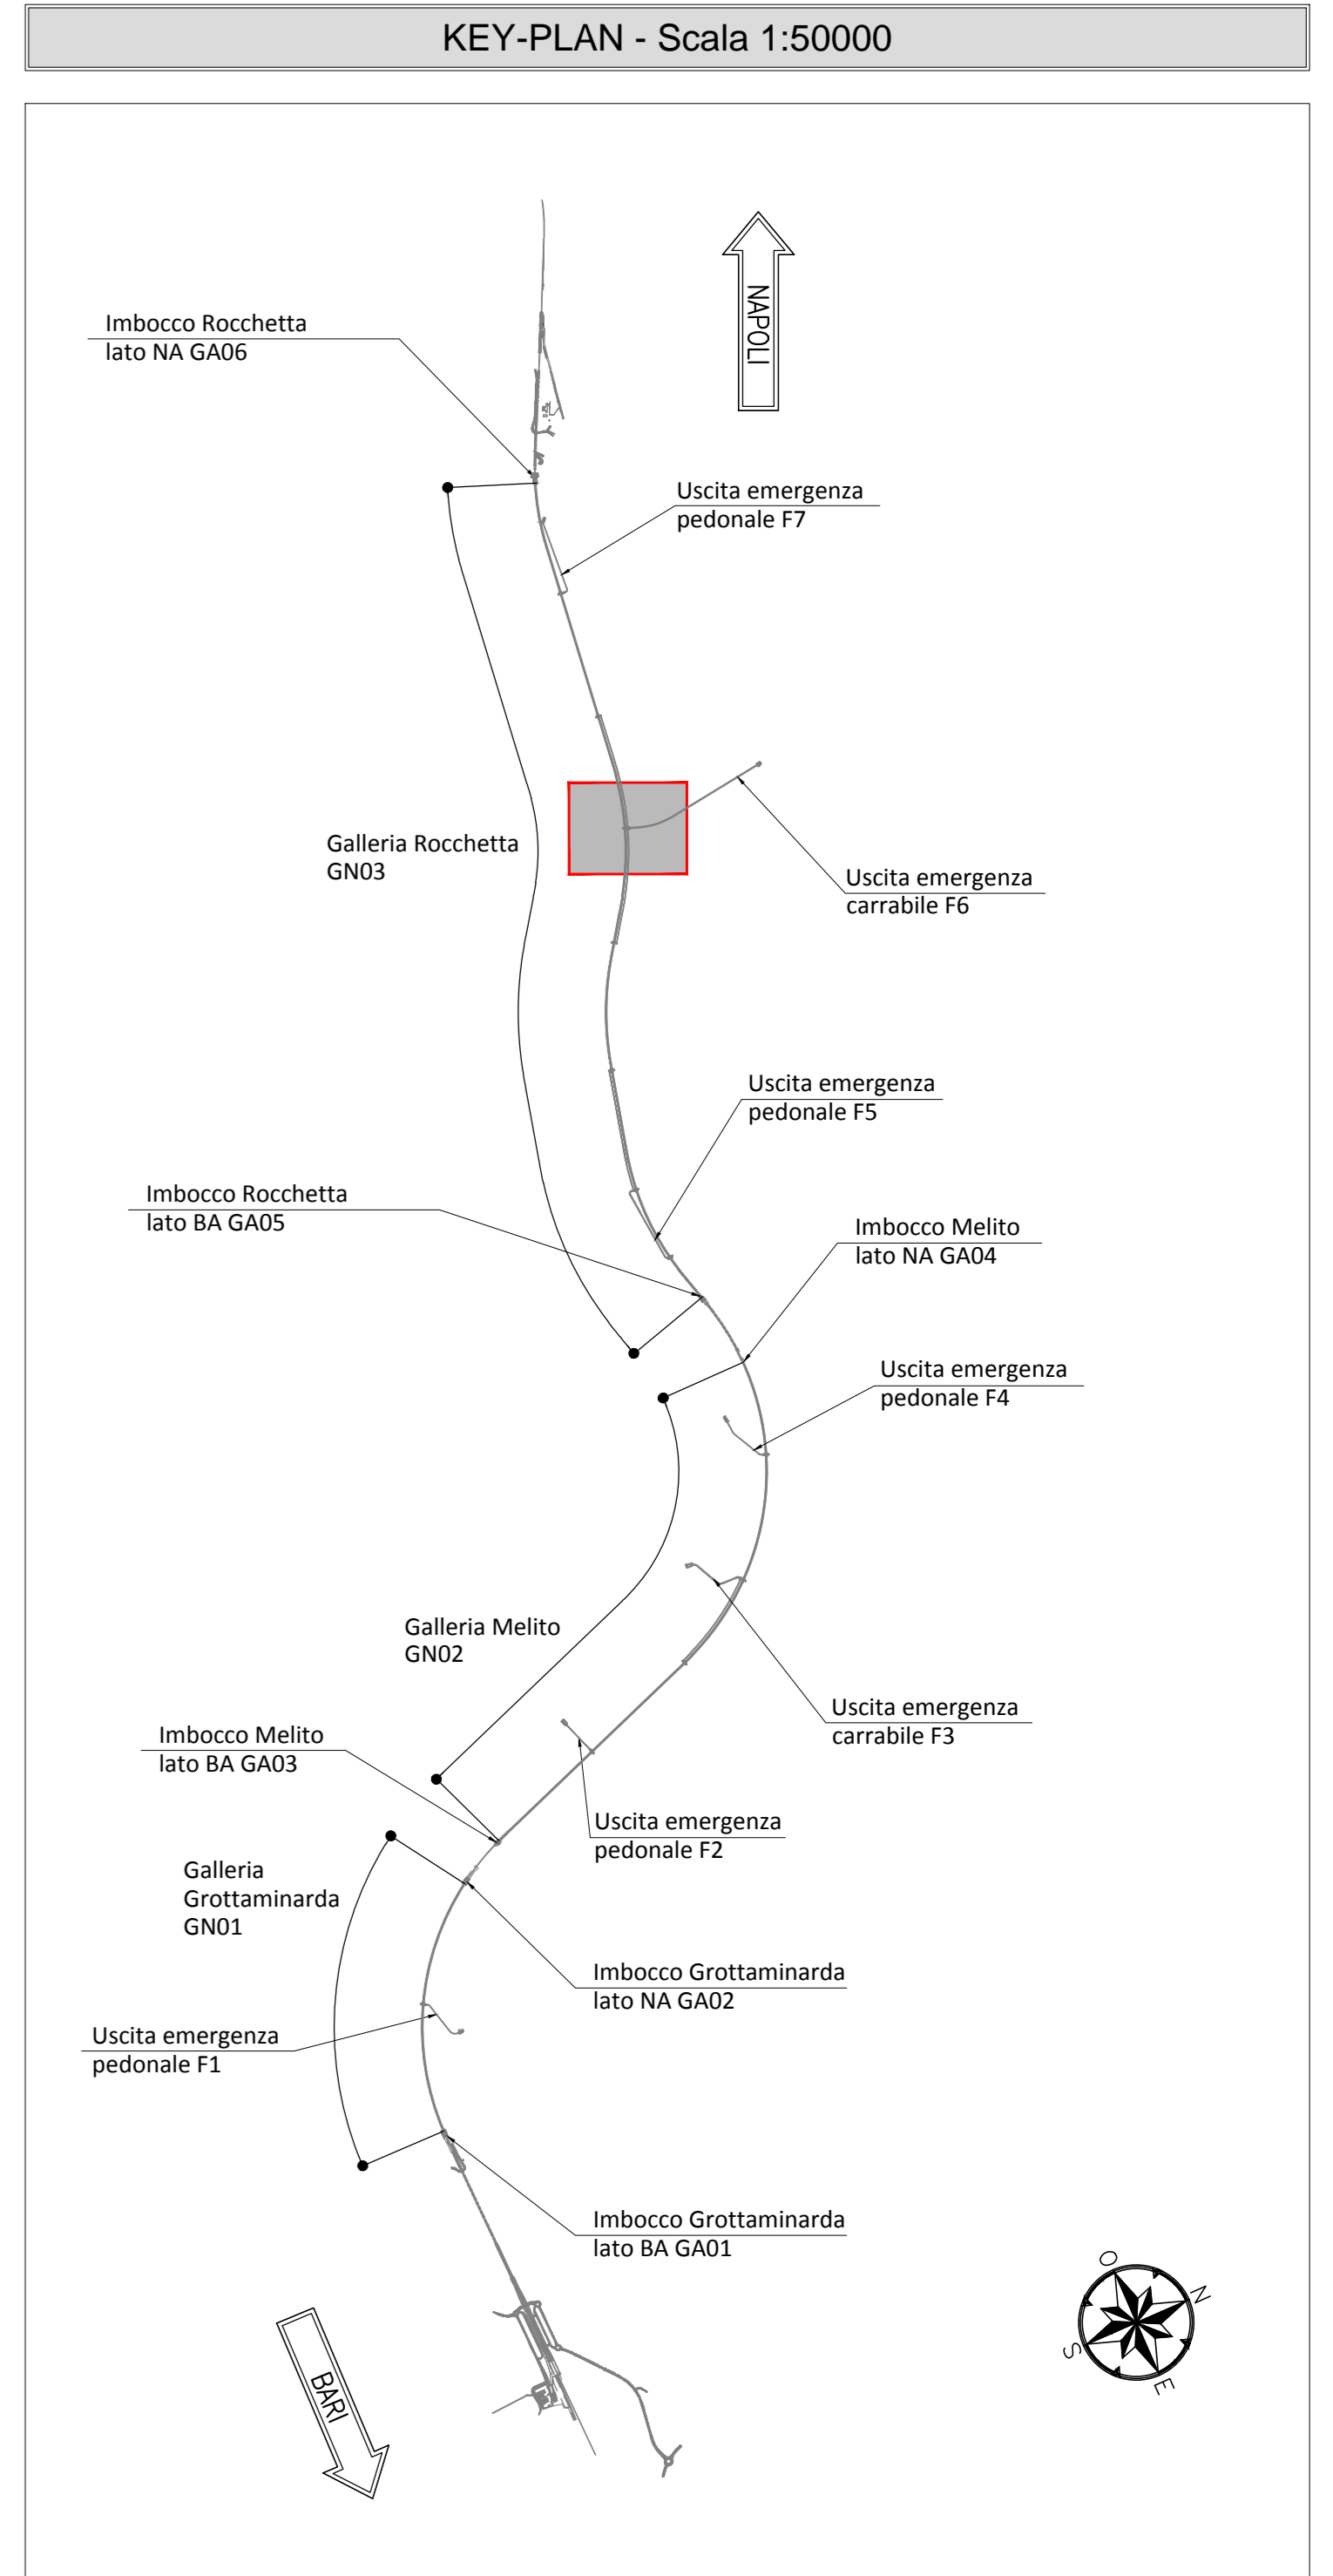 KEY-PLAN - Scala 1:50000
NAPOLI
Imbocco Rocchetta
lato NA GA06
Uscita emergenza
pedonale F7
Galleria Rocchetta
GN03
Uscita emergenza
carrabile F6
Uscita emergenza
pedonale F5
Imbocco Rocchetta
lato BA GA05
Imbocco Melito
lato NA GA04
Uscita emergenza
pedonale F4
Galleria Melito
GN02
Uscita emergenza
carrabile F3
Imbocco Melito
lato BA GA03
Uscita emergenza
pedonale F2
Galleria
Grottaminarda
GN01
Imbocco Grottaminarda
lato NA GA02
Uscita emergenza
pedonale F1
Imbocco Grottaminarda
lato BA GA01
O
N
S
E
BARI